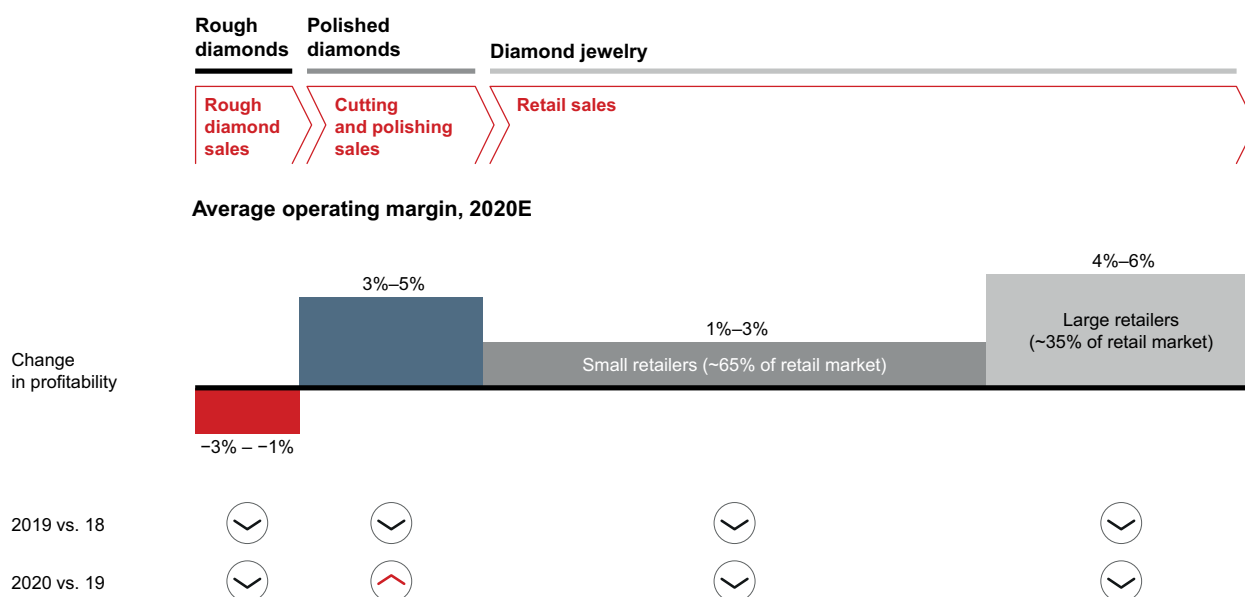 Rough
diamonds
Polished
diamonds
Diamond jewelry
Rough
diamond
sales
Cutting
and polishing
sales
Retail sales
Average operating margin, 2020E
4%–6%
3%–5%
Large retailers
(~35% of retail market)
1%–3%
Small retailers (~65% of retail market)
Change
in profitability
−3% – −1%
2019 vs. 18
2020 vs. 19